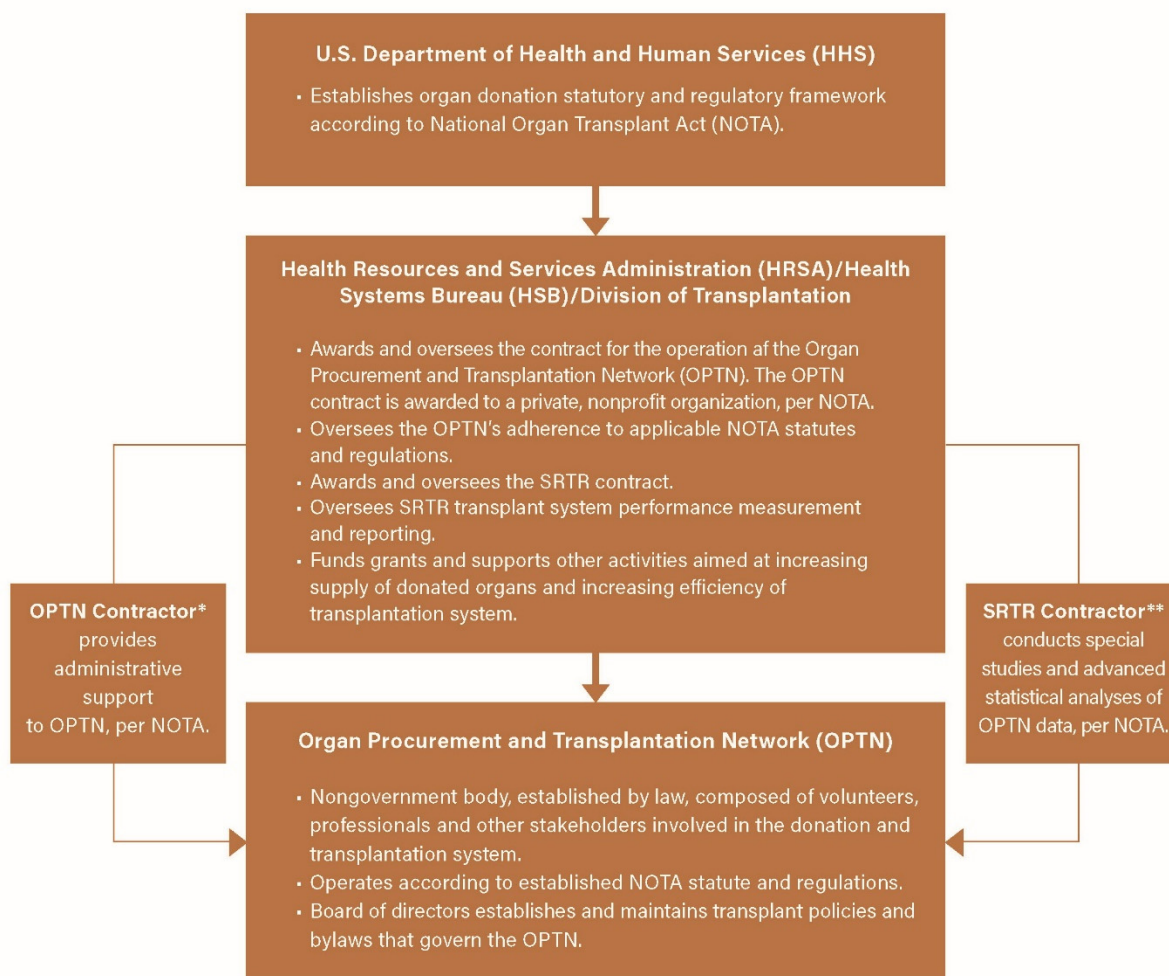 U.S. Department of Health and Human Services (HHS)
• Establishes organ donation statutory and regulatory framework
according to National Organ Transplant Act (NOTA).
Health Resources and Services Administration (HRSA)/Health
Systems Bureau (HSB)/Division of Transplantation
• Awards and oversees the contract for the operation af the Organ
Procurement and Transplantation Network (OPTN). The OPTN
contract is awarded to a private, nonprofit organization, per NOTA.
• Oversees the OPTN's adherence to applicable NOTA statutes
and regulations.
• Awards and oversees the SRTR contract.
• Oversees SRTR transplant system performance measurement
and reporting.
• Funds grants and supports other activities aimed at increasing
supply of donated organs and increasing efficiency of
transplantation system.
OPTN Contractor*
provides
administrative
support
to OPTN, per NOTA.
SRTR Contractor**
conducts special
studies and advanced
statistical analyses of
OPTN data, per NOTA.
Organ Procurement and Transplantation Network (OPTN)
• Nongovernment body, established by law, composed of volunteers,
professionals and other stakeholders involved in the donation and
transplantation system.
• Operates according to established NOTA statute and regulations.
• Board of directors establishes and maintains transplant policies and
bylaws that govern the OPTN.